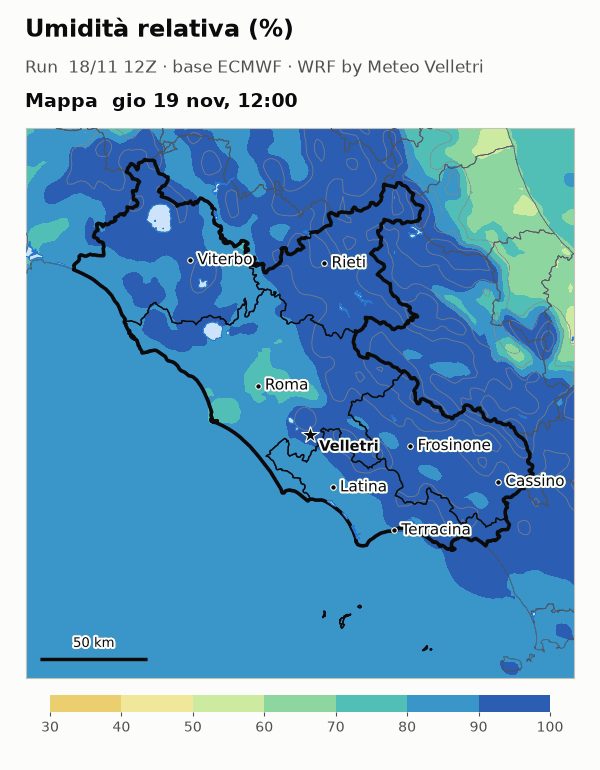 Umidità relativa (%)
Run  18/11 12Z · base ECMWF · WRF by Meteo Velletri
Mappa  gio 19 nov, 12:00
Viterbo
Rieti
Roma
Velletri
Frosinone
Cassino
Latina
Terracina
50 km
30 40 50 60 70 80 90 100